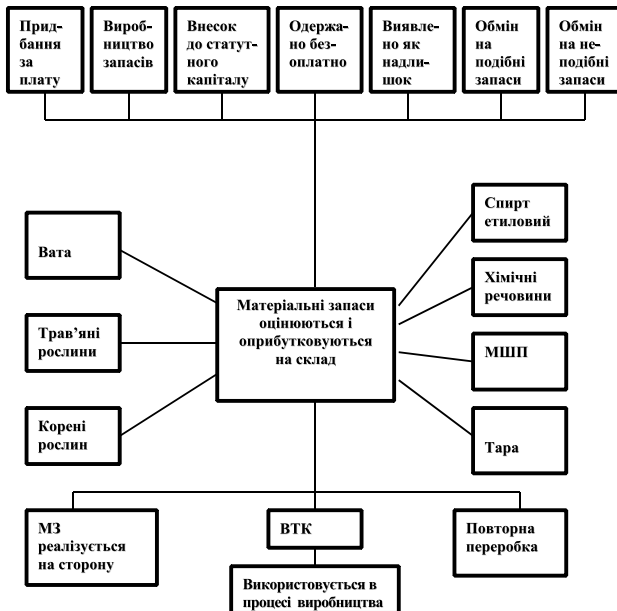 Прид-
бання
за
плату
Вироб-
ництво
запасів
Внесок
до статут-
ного
капіталу
Одержа-
но без-
оплатно
Виявле-
но як
надли-
шок
Обмін
на
подібні
запаси
Обмін
на не-
подібні
запаси
Вата
Трав’яні
рослини
Корені
рослин
Матеріальні запаси
оцінюються і
оприбутковуються
на склад
Спирт
етиловий
Хімічні
речовини
МШП
Тара
МЗ
реалізується
на сторону
ВТК
Використовується в
процесі виробництва
Повторна
переробка